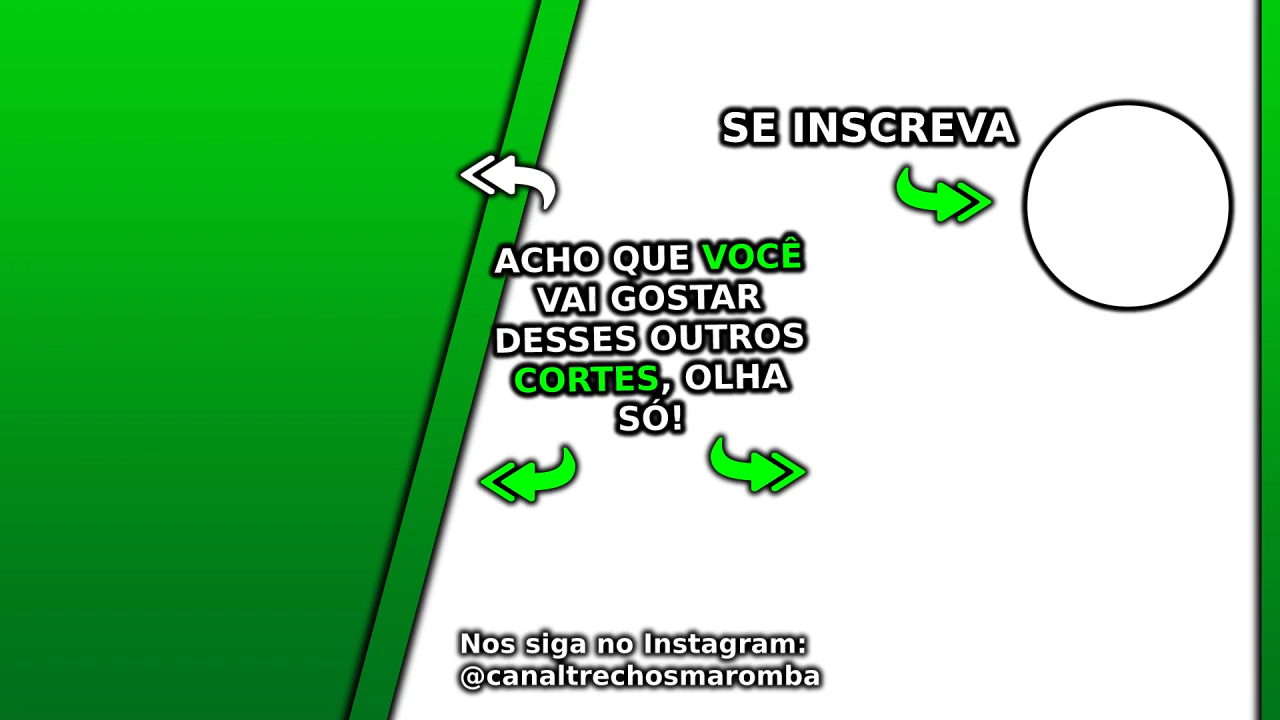 SE INSCREVA
ACHO QUE VOCÊ
VAI GOSTAR
DESSES OUTROS
CORTES, OLHA
SÓ!
Nos siga no Instagram:
@canaltrechosmaromba